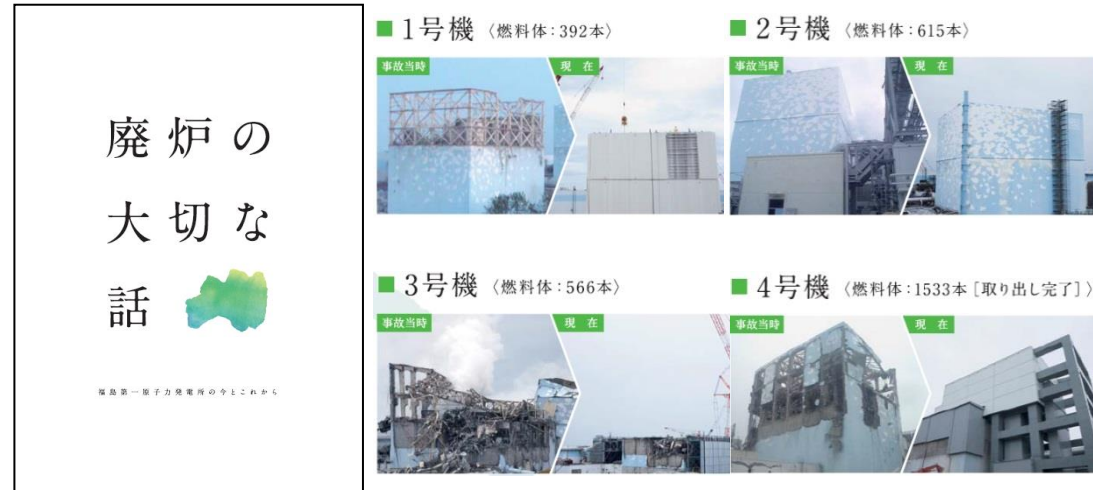 廃炉の
大切な
話
福島第一原子力発電所の今とこれから
■ 1号機〈燃料体：392本〉
事故当時
現在
■ 2号機〈燃料体：615本〉
事故当時
現在
■ 3号機〈燃料体：566本〉
事故当時
現在
■ 4号機〈燃料体：1533本［取り出し完了］〉
事故当時
現在